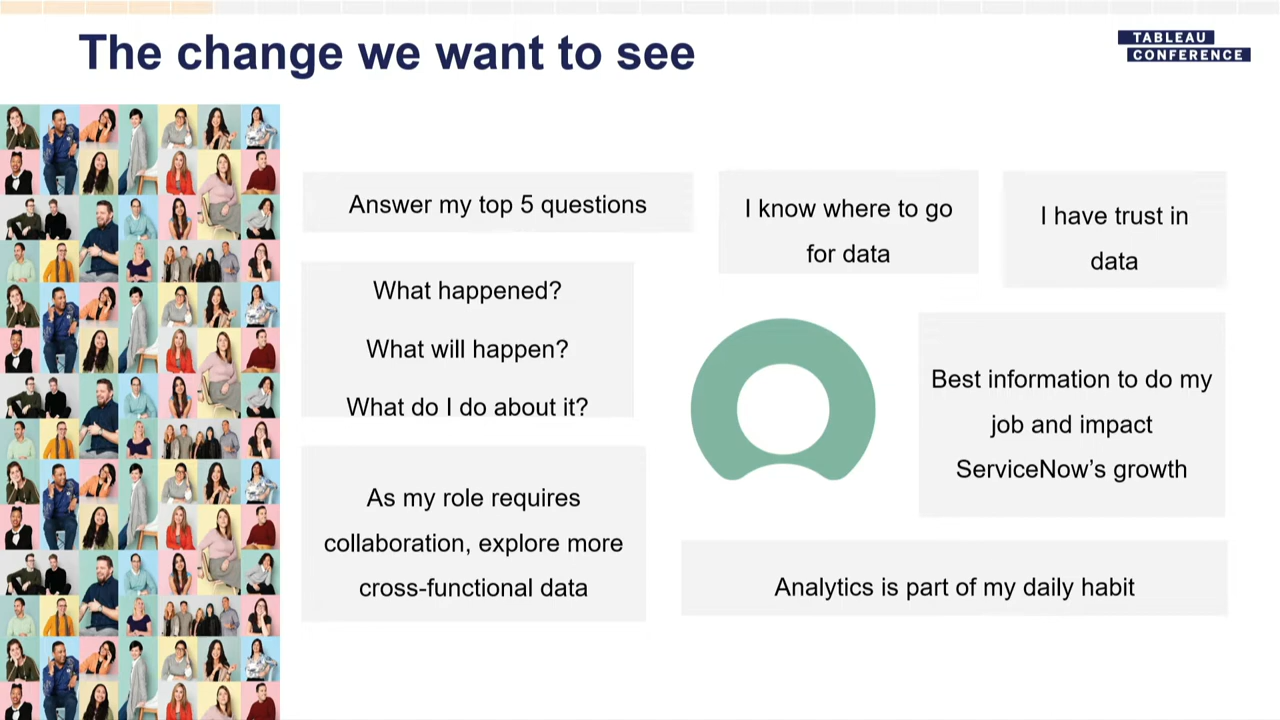 The change we want to see
TABLEAU
CONFERENCE
Answer my top 5 questions
I know where to go
for data
I have trust in
data
What happened?
What will happen?
What do I do about it?
Best information to do my
job and impact
ServiceNow’s growth
As my role requires
collaboration, explore more
cross-functional data
Analytics is part of my daily habit